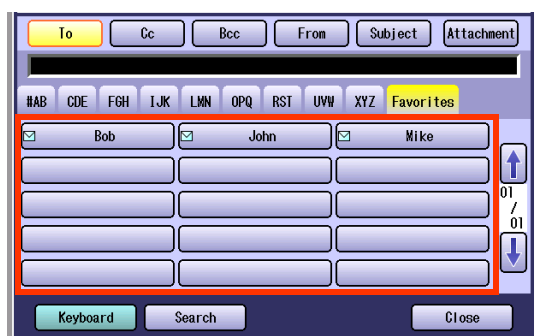 To Cc Bcc From Subject Attachment
#AB CDE FGH IJK LMN OPQ RST UVW XYZ Favorites
Bob John Mike
01
/
01
Keyboard Search Close